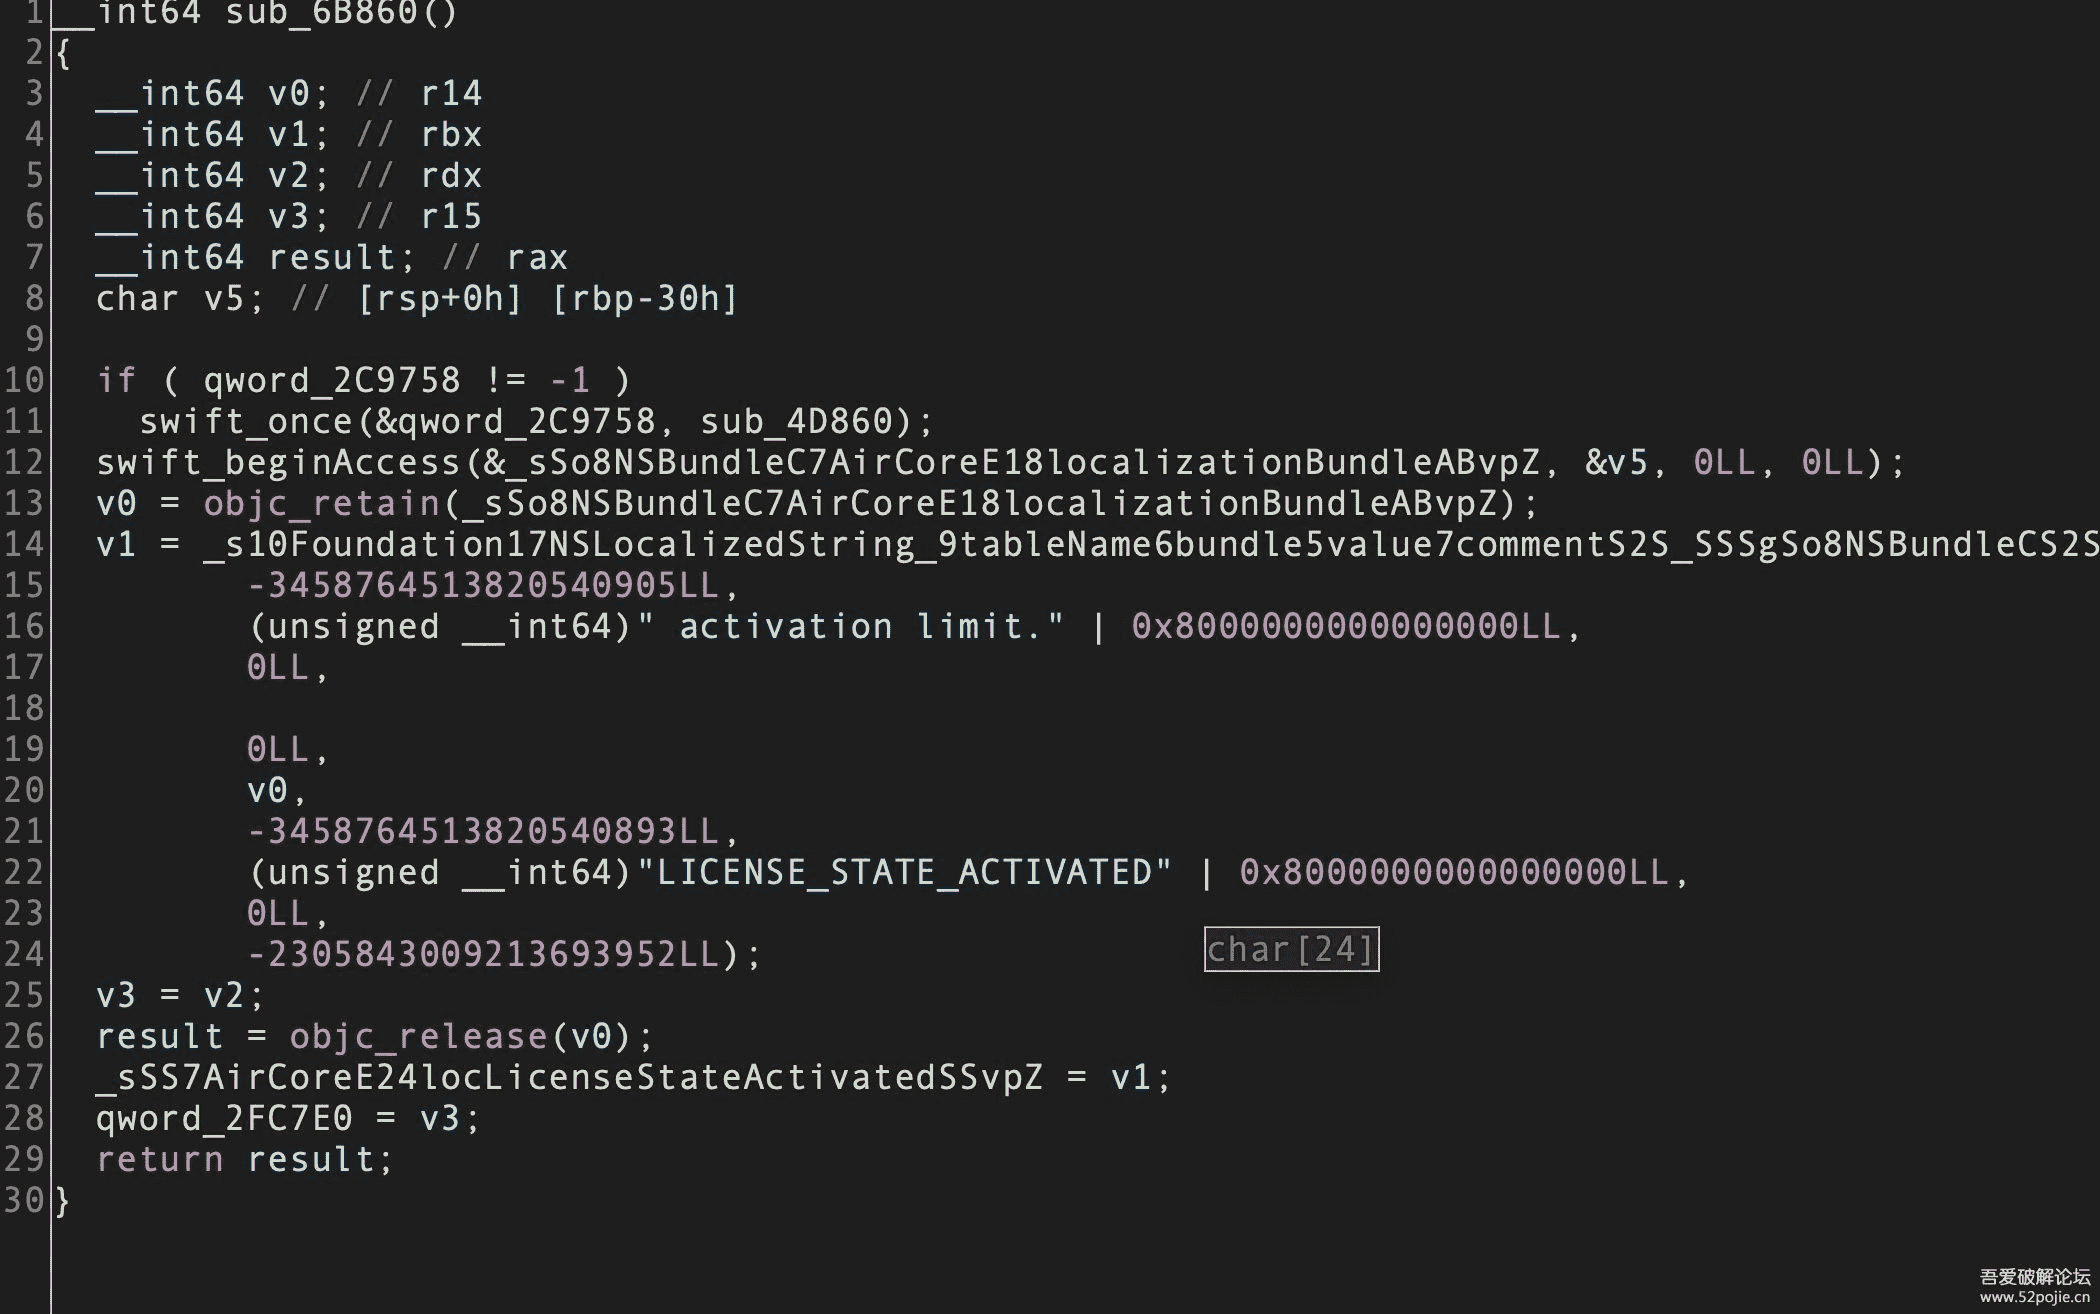 1 __int64 sub_6B860()
2 {
3 __int64 v0; // r14
4 __int64 v1; // rbx
5 __int64 v2; // rdx
6 __int64 v3; // r15
7 __int64 result; // rax
8 char v5; // [rsp+0h] [rbp-30h]
9
10 if ( qword_2C9758 != -1 )
11 swift_once(&qword_2C9758, sub_4D860);
12 swift_beginAccess(&_sSo8NSBundleC7AirCoreE18localizationBundleABvpZ, &v5, 0LL, 0LL);
13 v0 = objc_retain(_sSo8NSBundleC7AirCoreE18localizationBundleABvpZ);
14 v1 = _s10Foundation17NSLocalizedString_9tableName6bundle5value7commentS2S_SSSgSo8NSBundleCS2S
15 -3458764513820540905LL,
16 (unsigned __int64)" activation limit." | 0x8000000000000000LL,
17 0LL,
18
19 0LL,
20 v0,
21 -3458764513820540893LL,
22 (unsigned __int64)"LICENSE_STATE_ACTIVATED" | 0x8000000000000000LL,
23 0LL,
char[24]
24 -2305843009213693952LL);
25 v3 = v2;
26 result = objc_release(v0);
27 _sSS7AirCoreE24locLicenseStateActivatedSSvpZ = v1;
28 qword_2FC7E0 = v3;
29 return result;
30 }
吾爱破解论坛
www.52pojie.cn